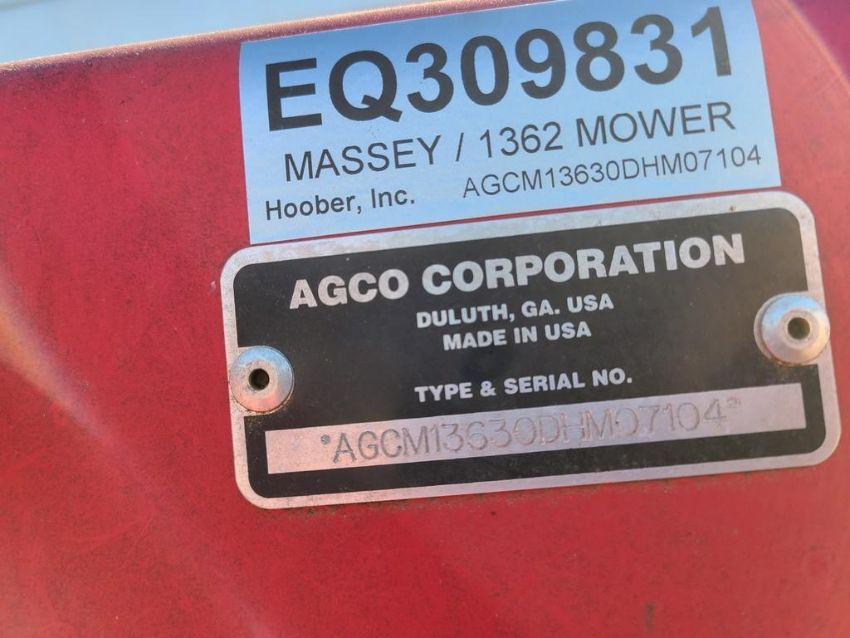 EQ309831
MASSEY / 1362 MOWER
Hoober, Inc. AGCM13630DHM07104
AGCO CORPORATION
DULUTH, GA. USA
MADE IN USA
TYPE & SERIAL NO.
*AGCM13630DHM07104*